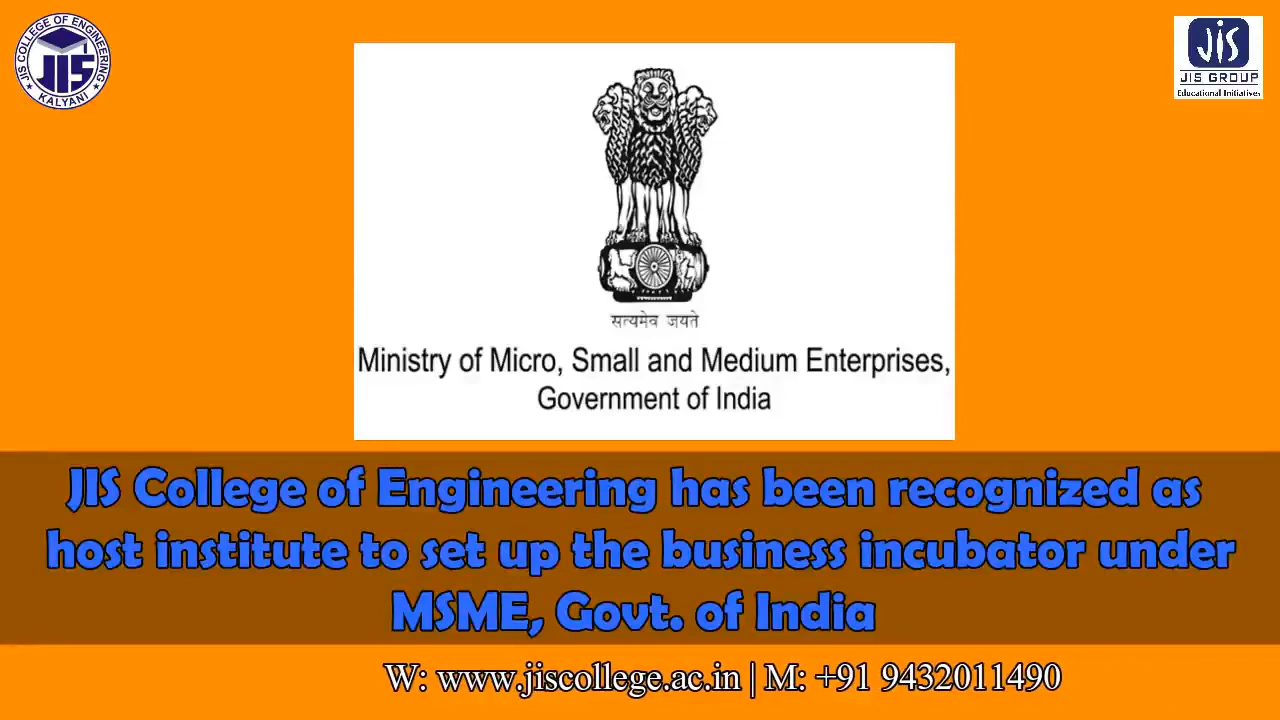 JIS COLLEGE OF ENGINEERING
JIS
KALYANI
JIS
JIS GROUP
Educational Initiatives
सत्यमेव जयते
Ministry of Micro, Small and Medium Enterprises,
Government of India
JIS College of Engineering has been recognized as
host institute to set up the business incubator under
MSME, Govt. of India
W: www.jiscollege.ac.in | M: +91 9432011490